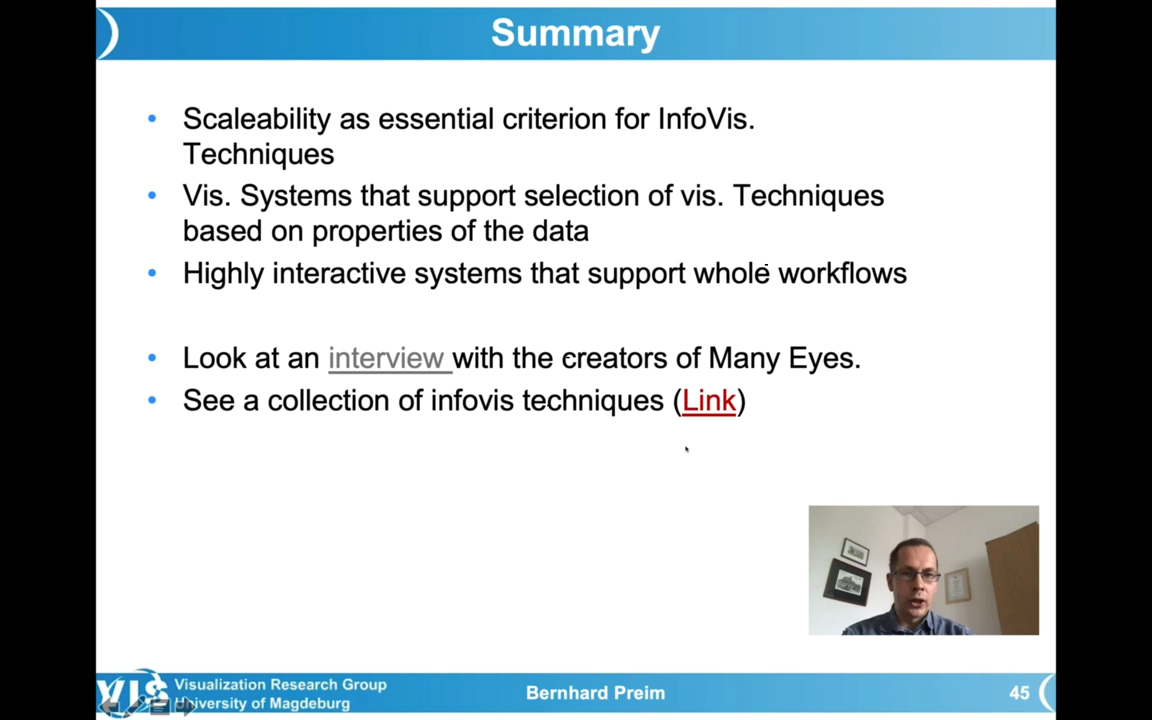 Summary
Scaleability as essential criterion for InfoVis.
Techniques
Vis. Systems that support selection of vis. Techniques
based on properties of the data
Highly interactive systems that support whole workflows
Look at an interview with the creators of Many Eyes.
See a collection of infovis techniques (Link)
VIS
Visualization Research Group
University of Magdeburg
Bernhard Preim
45